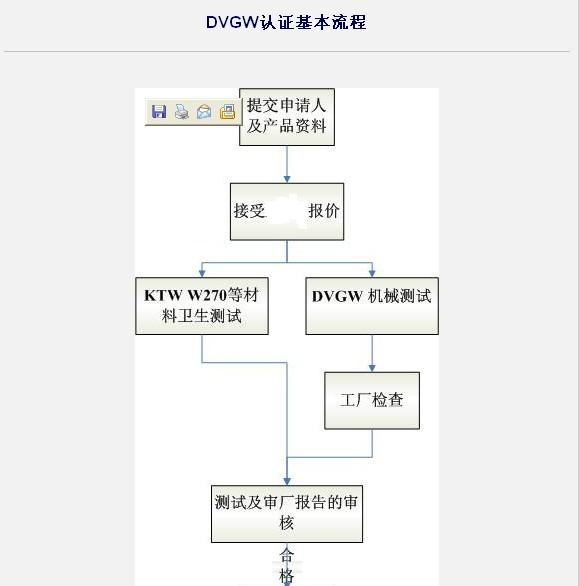 DVGW认证基本流程
提交申请人
及产品资料
接受 报价
KTW W270等材
料卫生测试
DVGW 机械测试
工厂检查
测试及审厂报告的审
核
合
格